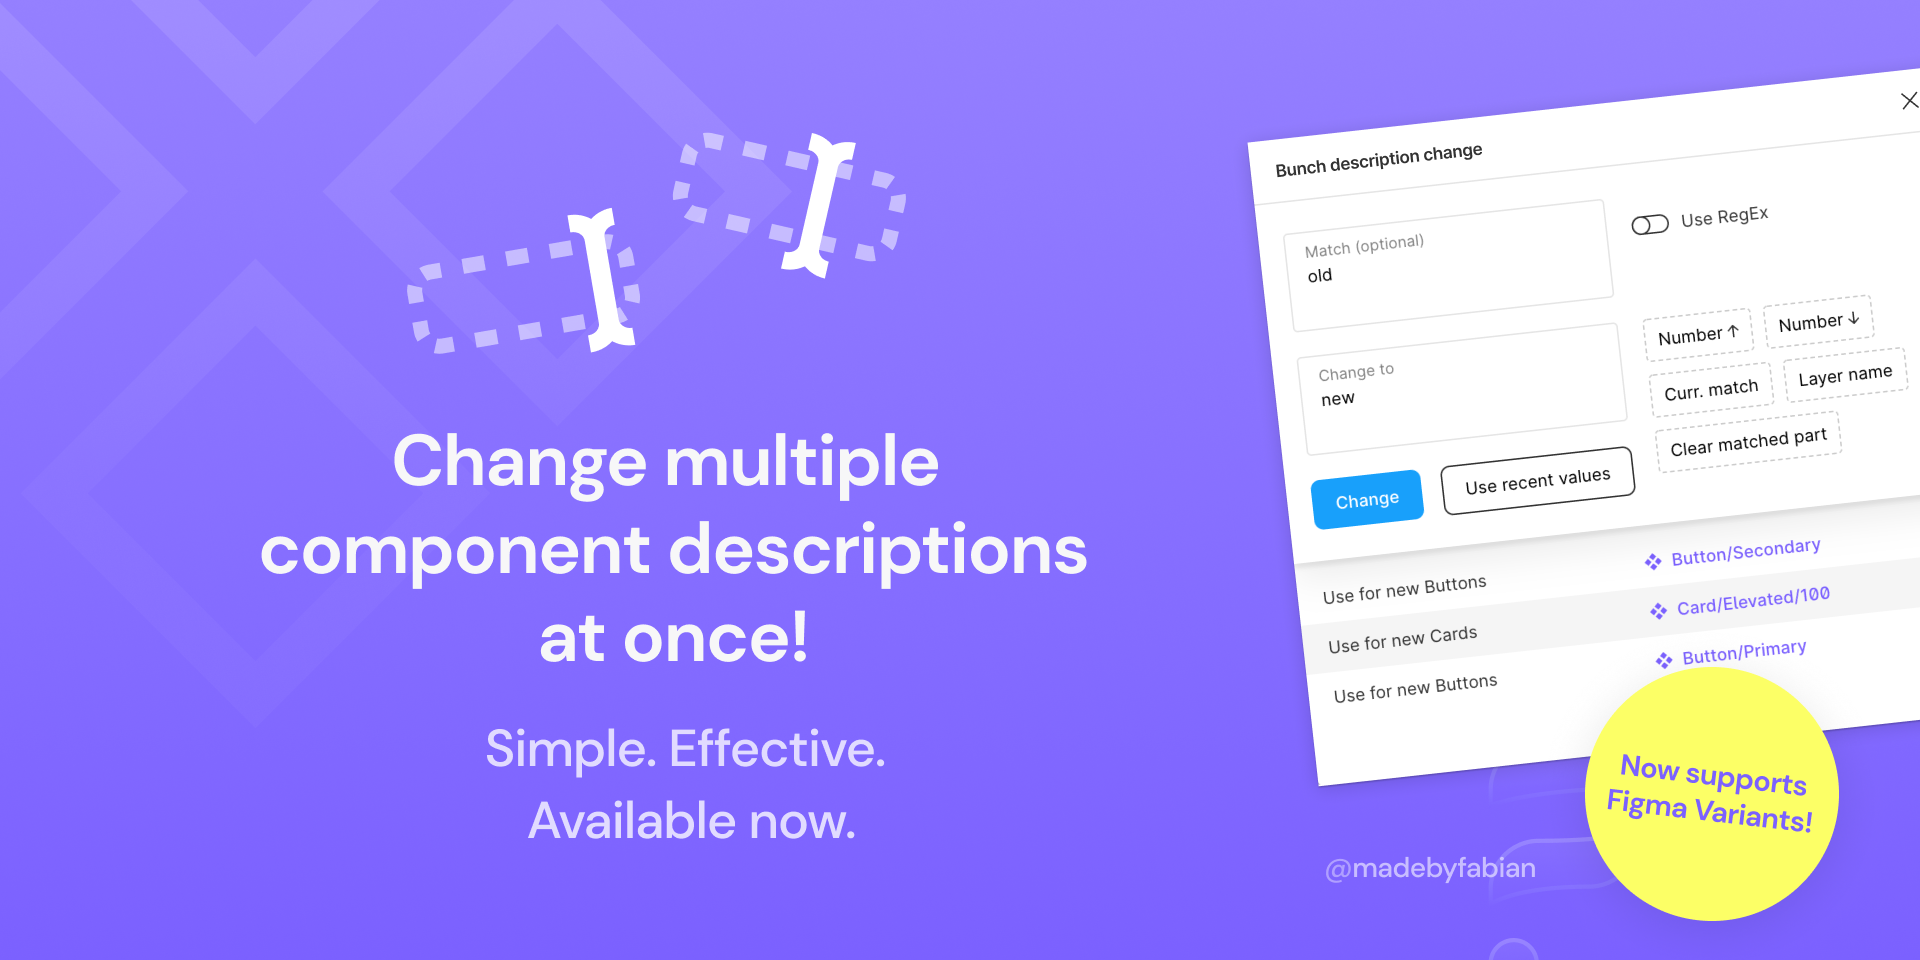 Change multiple
component descriptions
at once!
Simple. Effective.
Available now.
Bunch description change
Match (optional)
old
Use RegEx
Change to
new
Number ↑
Number ↓
Curr. match
Layer name
Clear matched part
Change
Use recent values
Use for new Buttons
Button/Secondary
Use for new Cards
Card/Elevated/100
Use for new Buttons
Button/Primary
Now supports
Figma Variants!
@madebyfabian